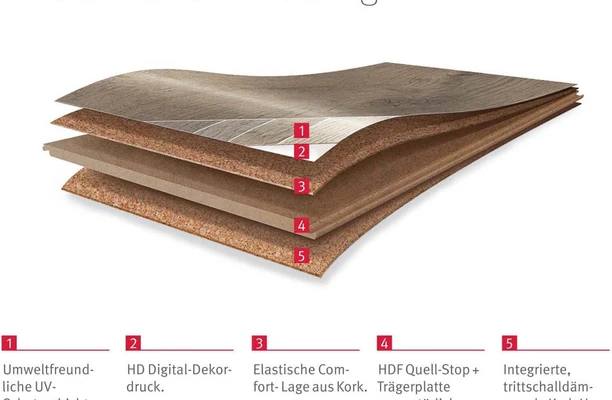 1
2
3
4
5
1
Umweltfreund-
liche UV-
2
HD Digital-Dekor-
druck.
3
Elastische Com-
fort- Lage aus Kork.
4
HDF Quell-Stop +
Trägerplatte
5
Integrierte,
trittschalldäm-